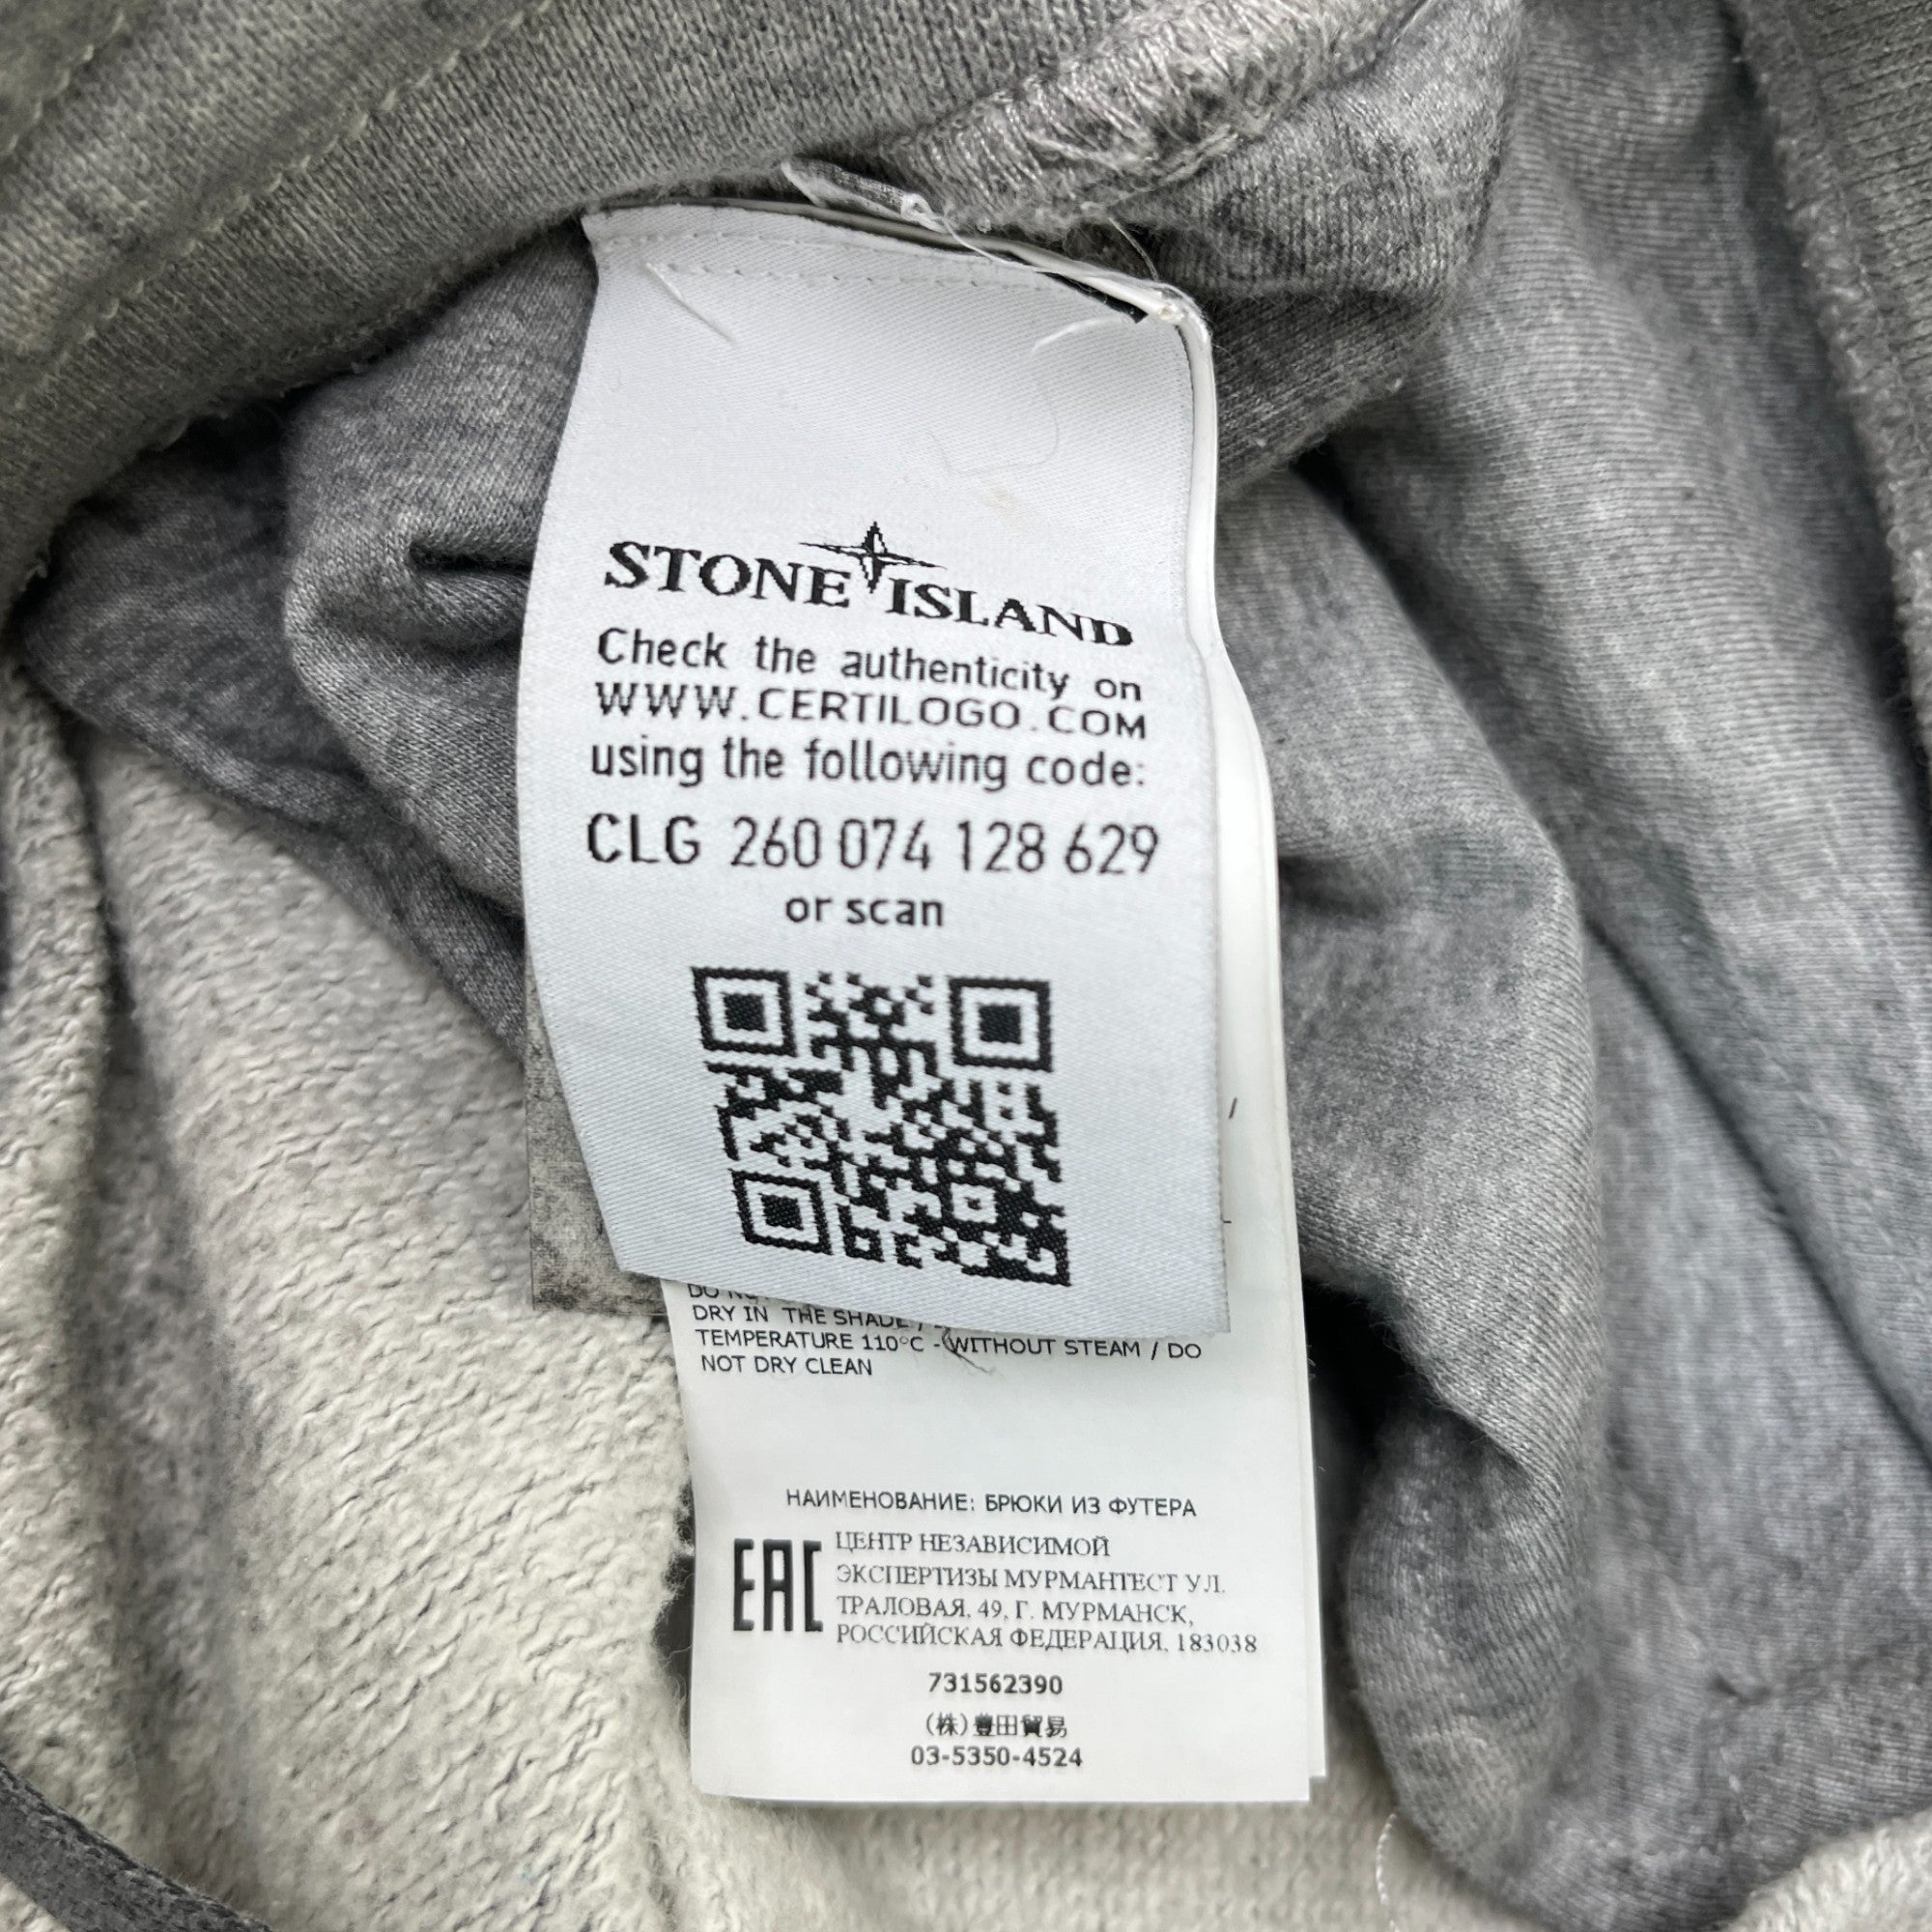 STONE ISLAND
Check the authenticity on
WWW.CERTILOGO.COM
using the following code:
CLG 260 074 128 629
or scan
DO
DRY IN THE SHADE /
TEMPERATURE 110°C - WITHOUT STEAM / DO
NOT DRY CLEAN
НАИМЕНОВАНИЕ: БРЮКИ ИЗ ФУТЕРА
EAC
ЦЕНТР НЕЗАВИСИМОЙ
ЭКСПЕРТИЗЫ МУРМАНТЕСТ УЛ.
ТРАЛОВАЯ, 49, Г. МУРМАНСК,
РОССИЙСКАЯ ФЕДЕРАЦИЯ, 183038
731562390
(株)豊田貿易
03-5350-4524